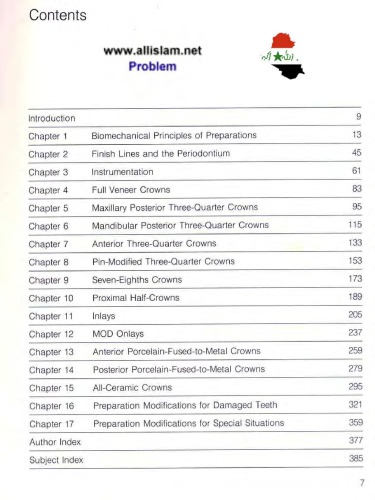 Contents
www.allislam.net
Problem
Introduction 9
Chapter 1 Biomechanical Principles of Preparations 13
Chapter 2 Finish Lines and the Periodontium 45
Chapter 3 Instrumentation 61
Chapter 4 Full Veneer Crowns 83
Chapter 5 Maxillary Posterior Three-Quarter Crowns 95
Chapter 6 Mandibular Posterior Three-Quarter Crowns 115
Chapter 7 Anterior Three-Quarter Crowns 133
Chapter 8 Pin-Modified Three-Quarter Crowns 153
Chapter 9 Seven-Eighths Crowns 173
Chapter 10 Proximal Half-Crowns 189
Chapter 11 Inlays 205
Chapter 12 MOD Onlays 237
Chapter 13 Anterior Porcelain-Fused-to-Metal Crowns 259
Chapter 14 Posterior Porcelain-Fused-to-Metal Crowns 279
Chapter 15 All-Ceramic Crowns 295
Chapter 16 Preparation Modifications for Damaged Teeth 321
Chapter 17 Preparation Modifications for Special Situations 359
Author Index 377
Subject Index 385
7